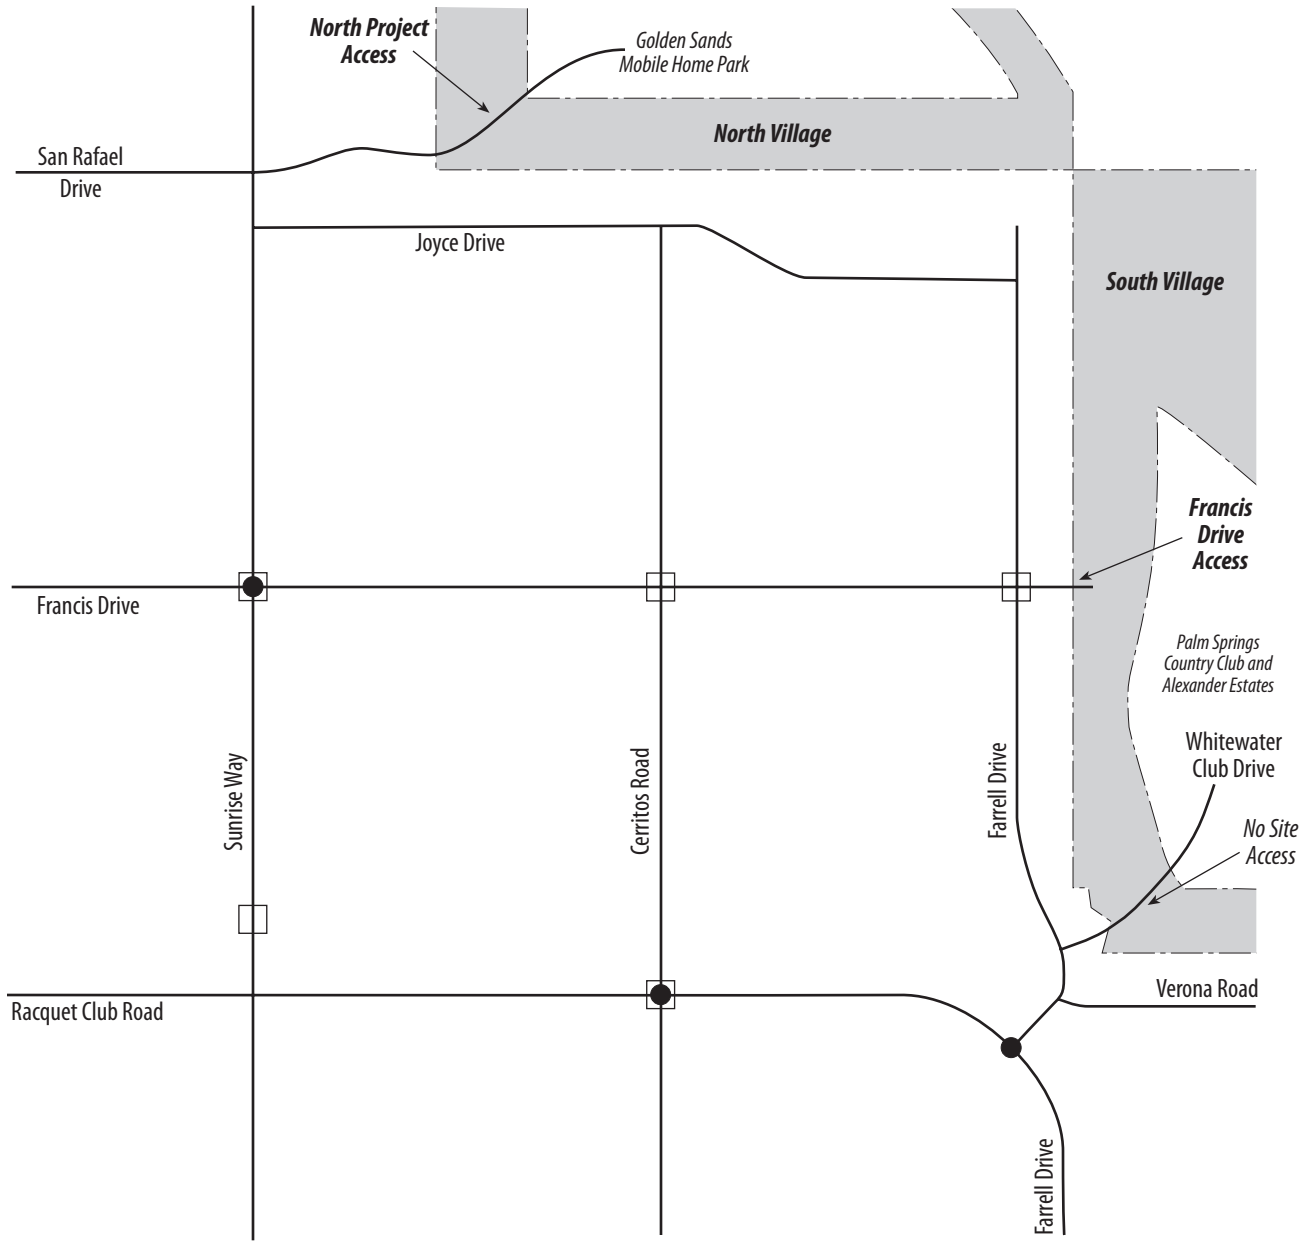 North Project
Access
Golden Sands
Mobile Home Park
North Village
San Rafael
Drive
Joyce Drive
South Village
Francis
Drive
Access
Francis Drive
Palm Springs
Country Club and
Alexander Estates
Whitewater
Club Drive
Sunrise Way
Cerritos Road
Farrell Drive
No Site
Access
Verona Road
Racquet Club Road
Farrell Drive